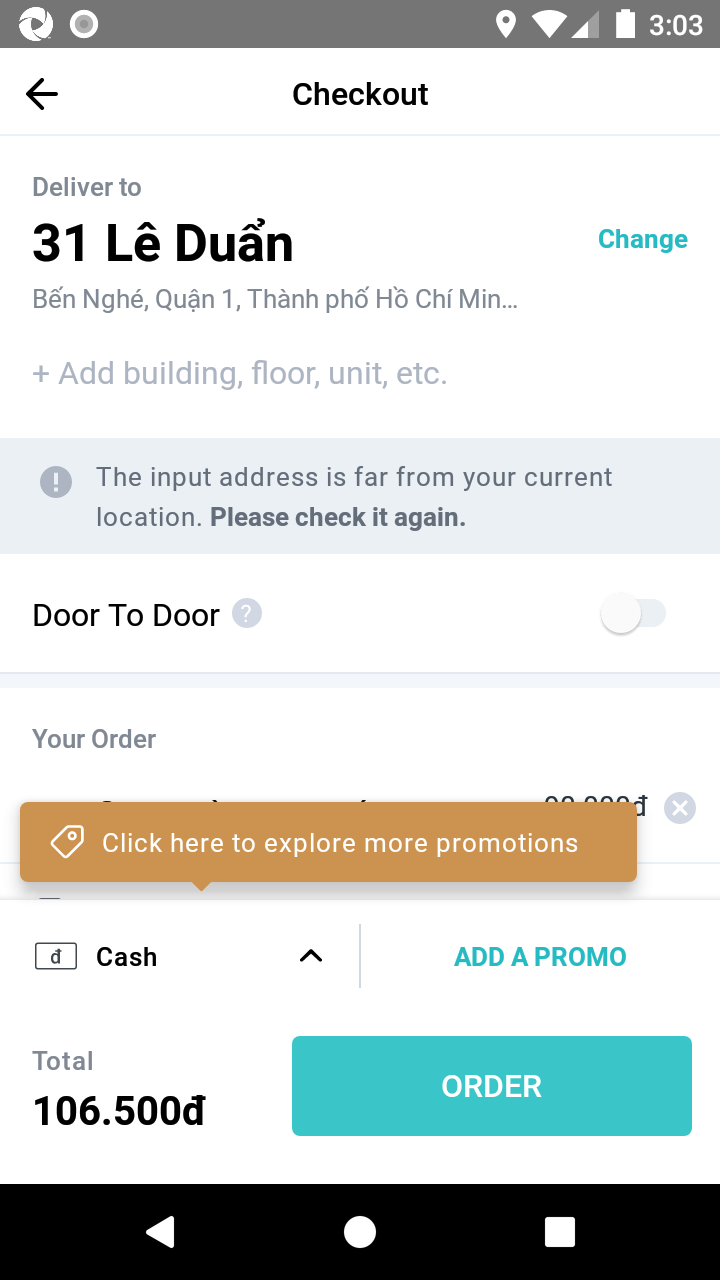 3:03
Checkout
Deliver to
31 Lê Duẩn
Change
Bến Nghé, Quận 1, Thành phố Hồ Chí Min...
+ Add building, floor, unit, etc.
The input address is far from your current
location. Please check it again.
Door To Door ?
Your Order
Click here to explore more promotions
đ Cash
ADD A PROMO
Total
106.500đ
ORDER